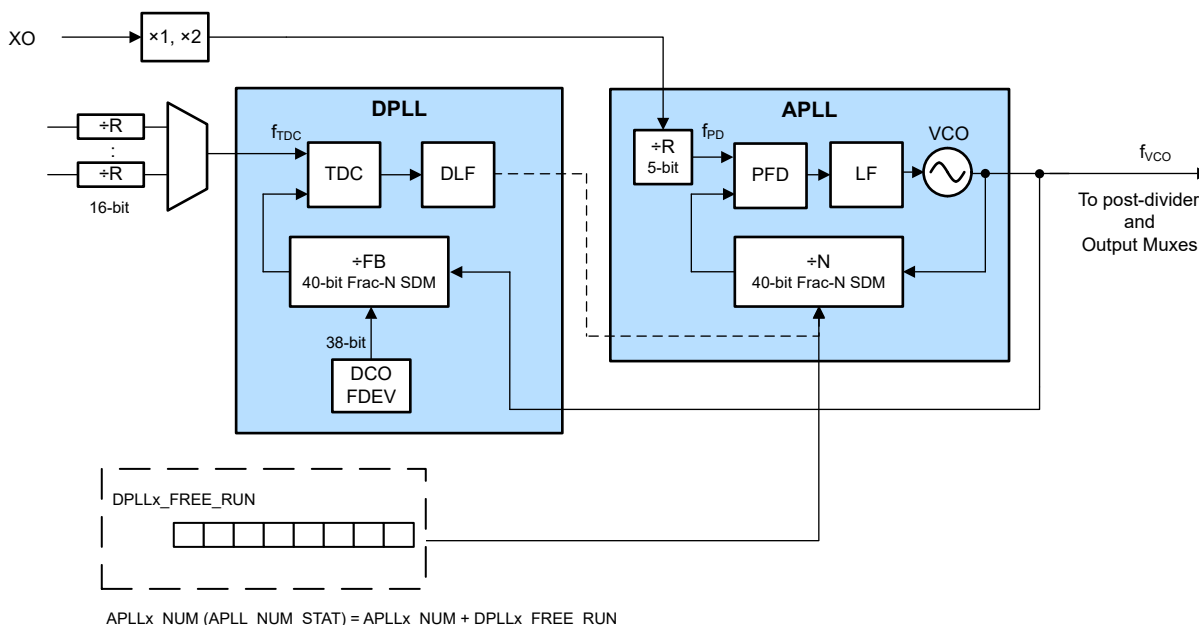 XO
×1, ×2
÷R
:
÷R
16-bit
DPLL
f_TDC
TDC
DLF
÷FB
40-bit Frac-N SDM
38-bit
DCO
FDEV
APLL
÷R
5-bit
f_PD
PFD
LF
VCO
÷N
40-bit Frac-N SDM
f_VCO
To post-divider
and
Output Muxes
DPLLx_FREE_RUN
APLLx_NUM (APLL_NUM_STAT) = APLLx_NUM + DPLLx_FREE_RUN